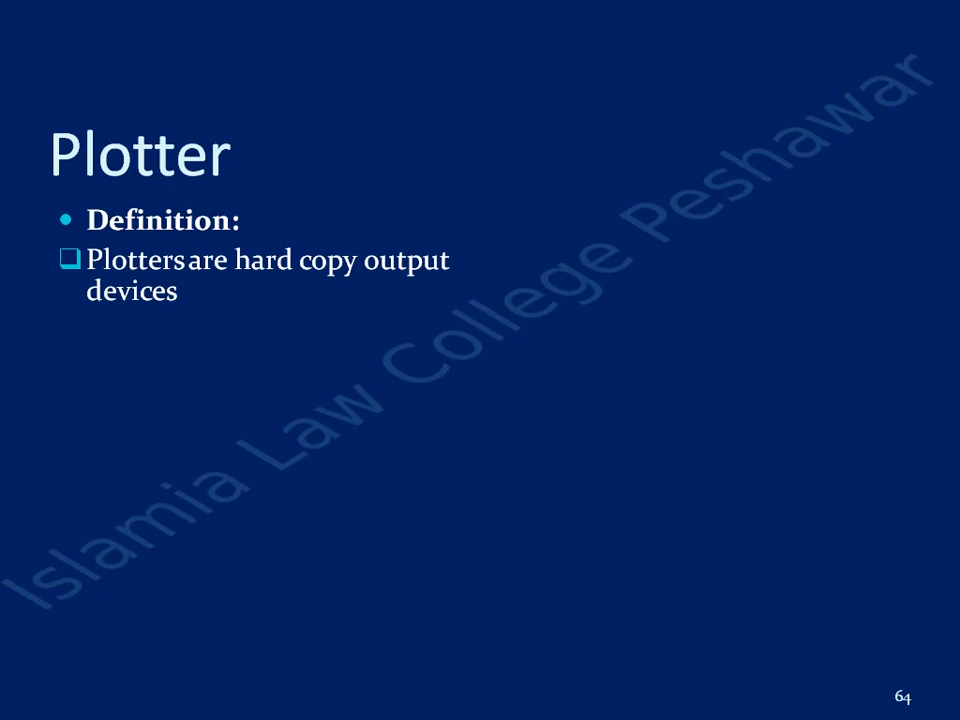 Plotter
Definition:
Plotters are hard copy output
devices
Islamia Law College Peshawar
64